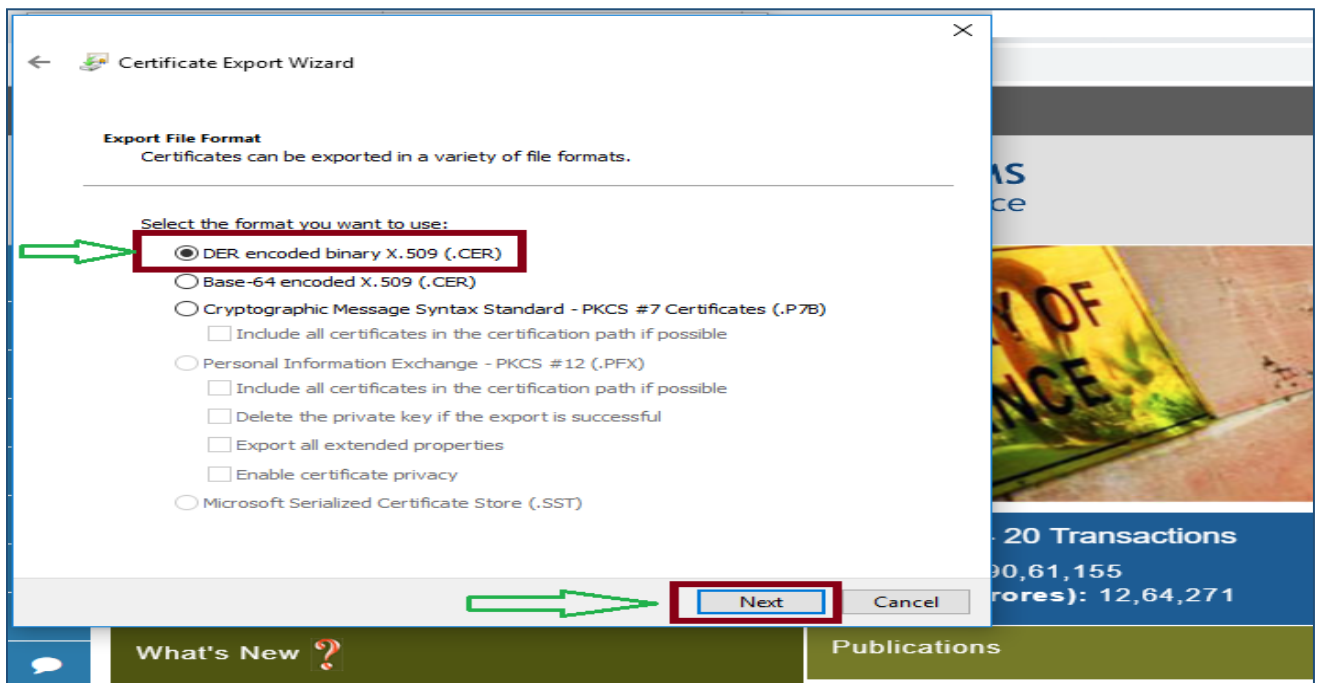 Certificate Export Wizard
Export File Format
Certificates can be exported in a variety of file formats.
Select the format you want to use:
DER encoded binary X.509 (.CER)
Base-64 encoded X.509 (.CER)
Cryptographic Message Syntax Standard - PKCS #7 Certificates (.P7B)
Include all certificates in the certification path if possible
Personal Information Exchange - PKCS #12 (.PFX)
Include all certificates in the certification path if possible
Delete the private key if the export is successful
Export all extended properties
Enable certificate privacy
Microsoft Serialized Certificate Store (.SST)
Next
Cancel
MS
ce
Y OF
NCE
20 Transactions
90,61,155
rores): 12,64,271
What's New ?
Publications